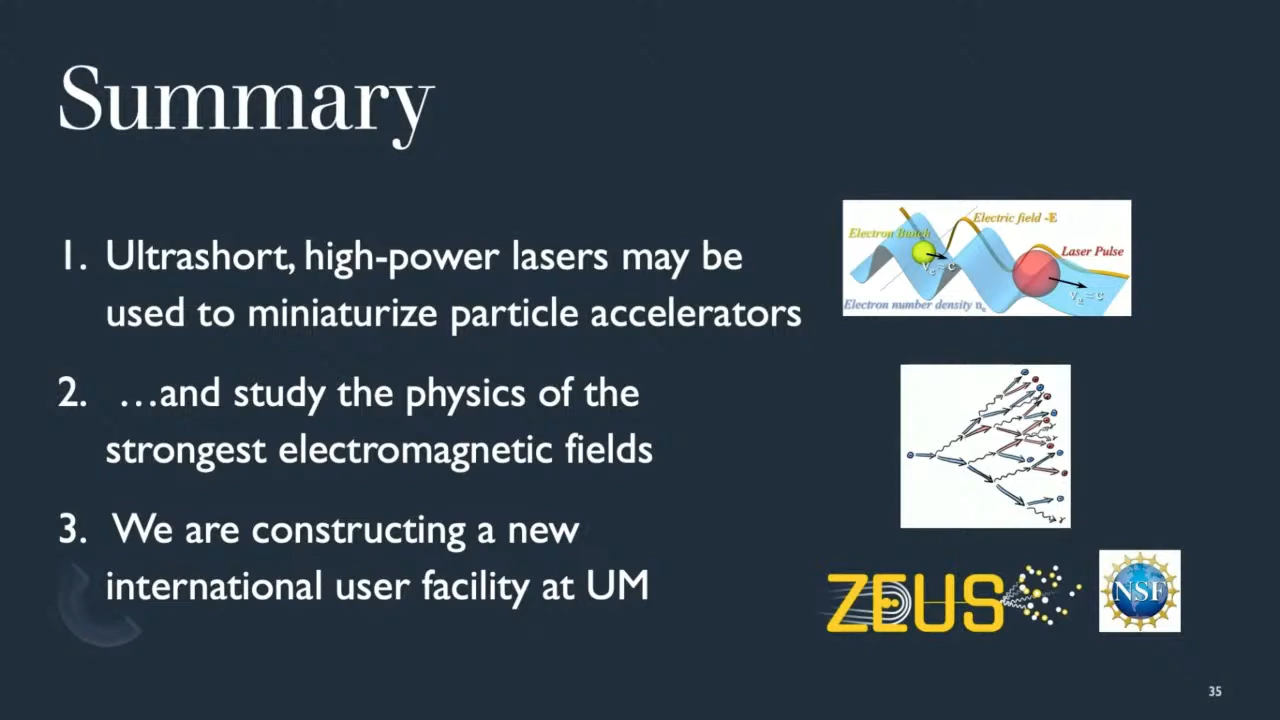 Summary
1. Ultrashort, high-power lasers may be
used to miniaturize particle accelerators
2. …and study the physics of the
strongest electromagnetic fields
3. We are constructing a new
international user facility at UM
Electric field -E
Electron Bunch
Laser Pulse
Electron number density nₑ
ZEUS
NSF
35